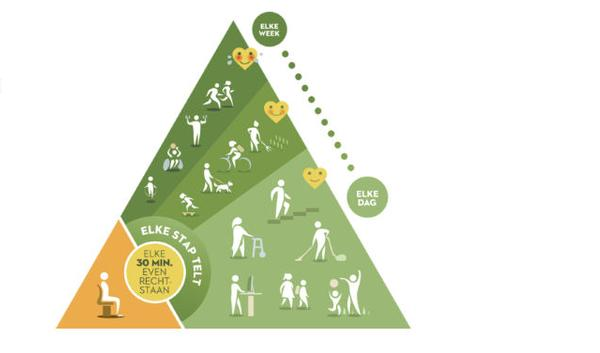 ELKE
WEEK
ELKE
DAG
ELKE STAP TELT
ELKE
30 MIN.
EVEN
RECHT-
STAAN